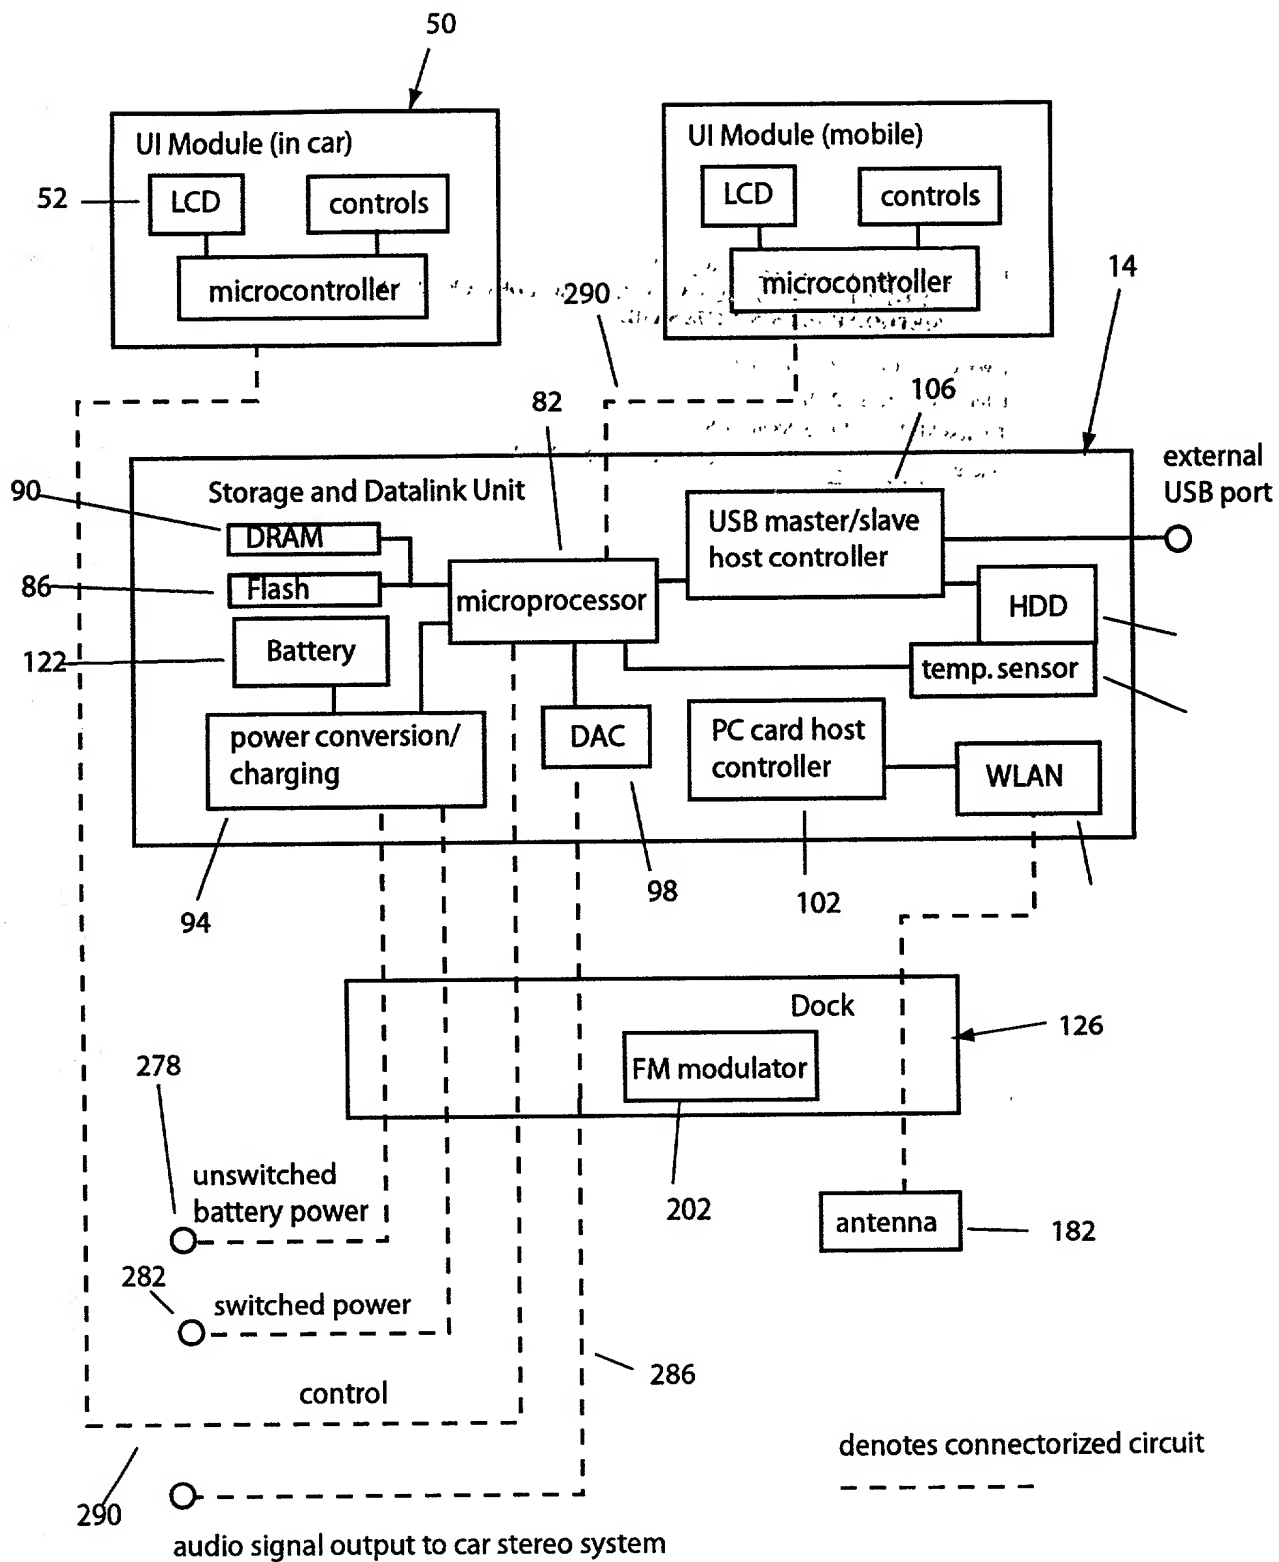 50
UI Module (in car)
52
LCD
controls
microcontroller
UI Module (mobile)
LCD
controls
microcontroller
290
14
82
106
external
USB port
Storage and Datalink Unit
90
DRAM
86
Flash
122
Battery
microprocessor
USB master/slave
host controller
HDD
temp. sensor
power conversion/
charging
DAC
PC card host
controller
WLAN
94
98
102
Dock
126
FM modulator
202
278
unswitched
battery power
antenna
182
282
switched power
286
control
290
denotes connectorized circuit
audio signal output to car stereo system